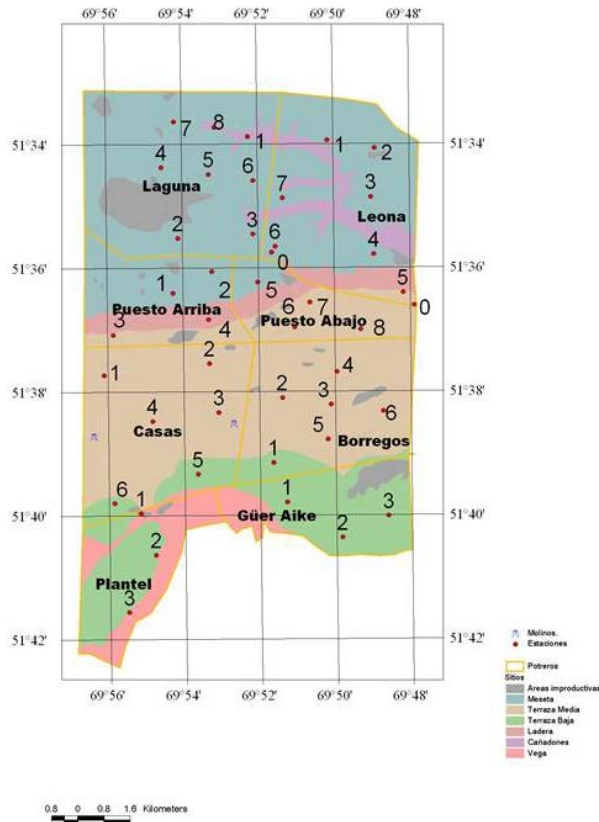 69°56' 69°54' 69°52' 69°50' 69°48'
8
7 1 1
51°34' 2 51°34'
4 5 6
Laguna 7 3
Leona
2 3 6 4
51°36' 0 51°36'
1 2 5 5
Puesto Arriba 6 7 0
Puesto Abajo
3 4 8
2
1 4
51°38' 2 3 51°38'
4 3 6
Casas 5 Borregos
5 1
6 1 1 3
51°40' Güer Aike 51°40'
2 2
Plantel
3
51°42' 51°42'
69°56' 69°54' 69°52' 69°50' 69°48'
Molinos.
Estaciones
Potreros
Sitios
Areas improductivas
Meseta
Terraza Media
Terraza Baja
Ladera
Cañadones
Vega
0.8 0 0.8 1.6 Kilometers